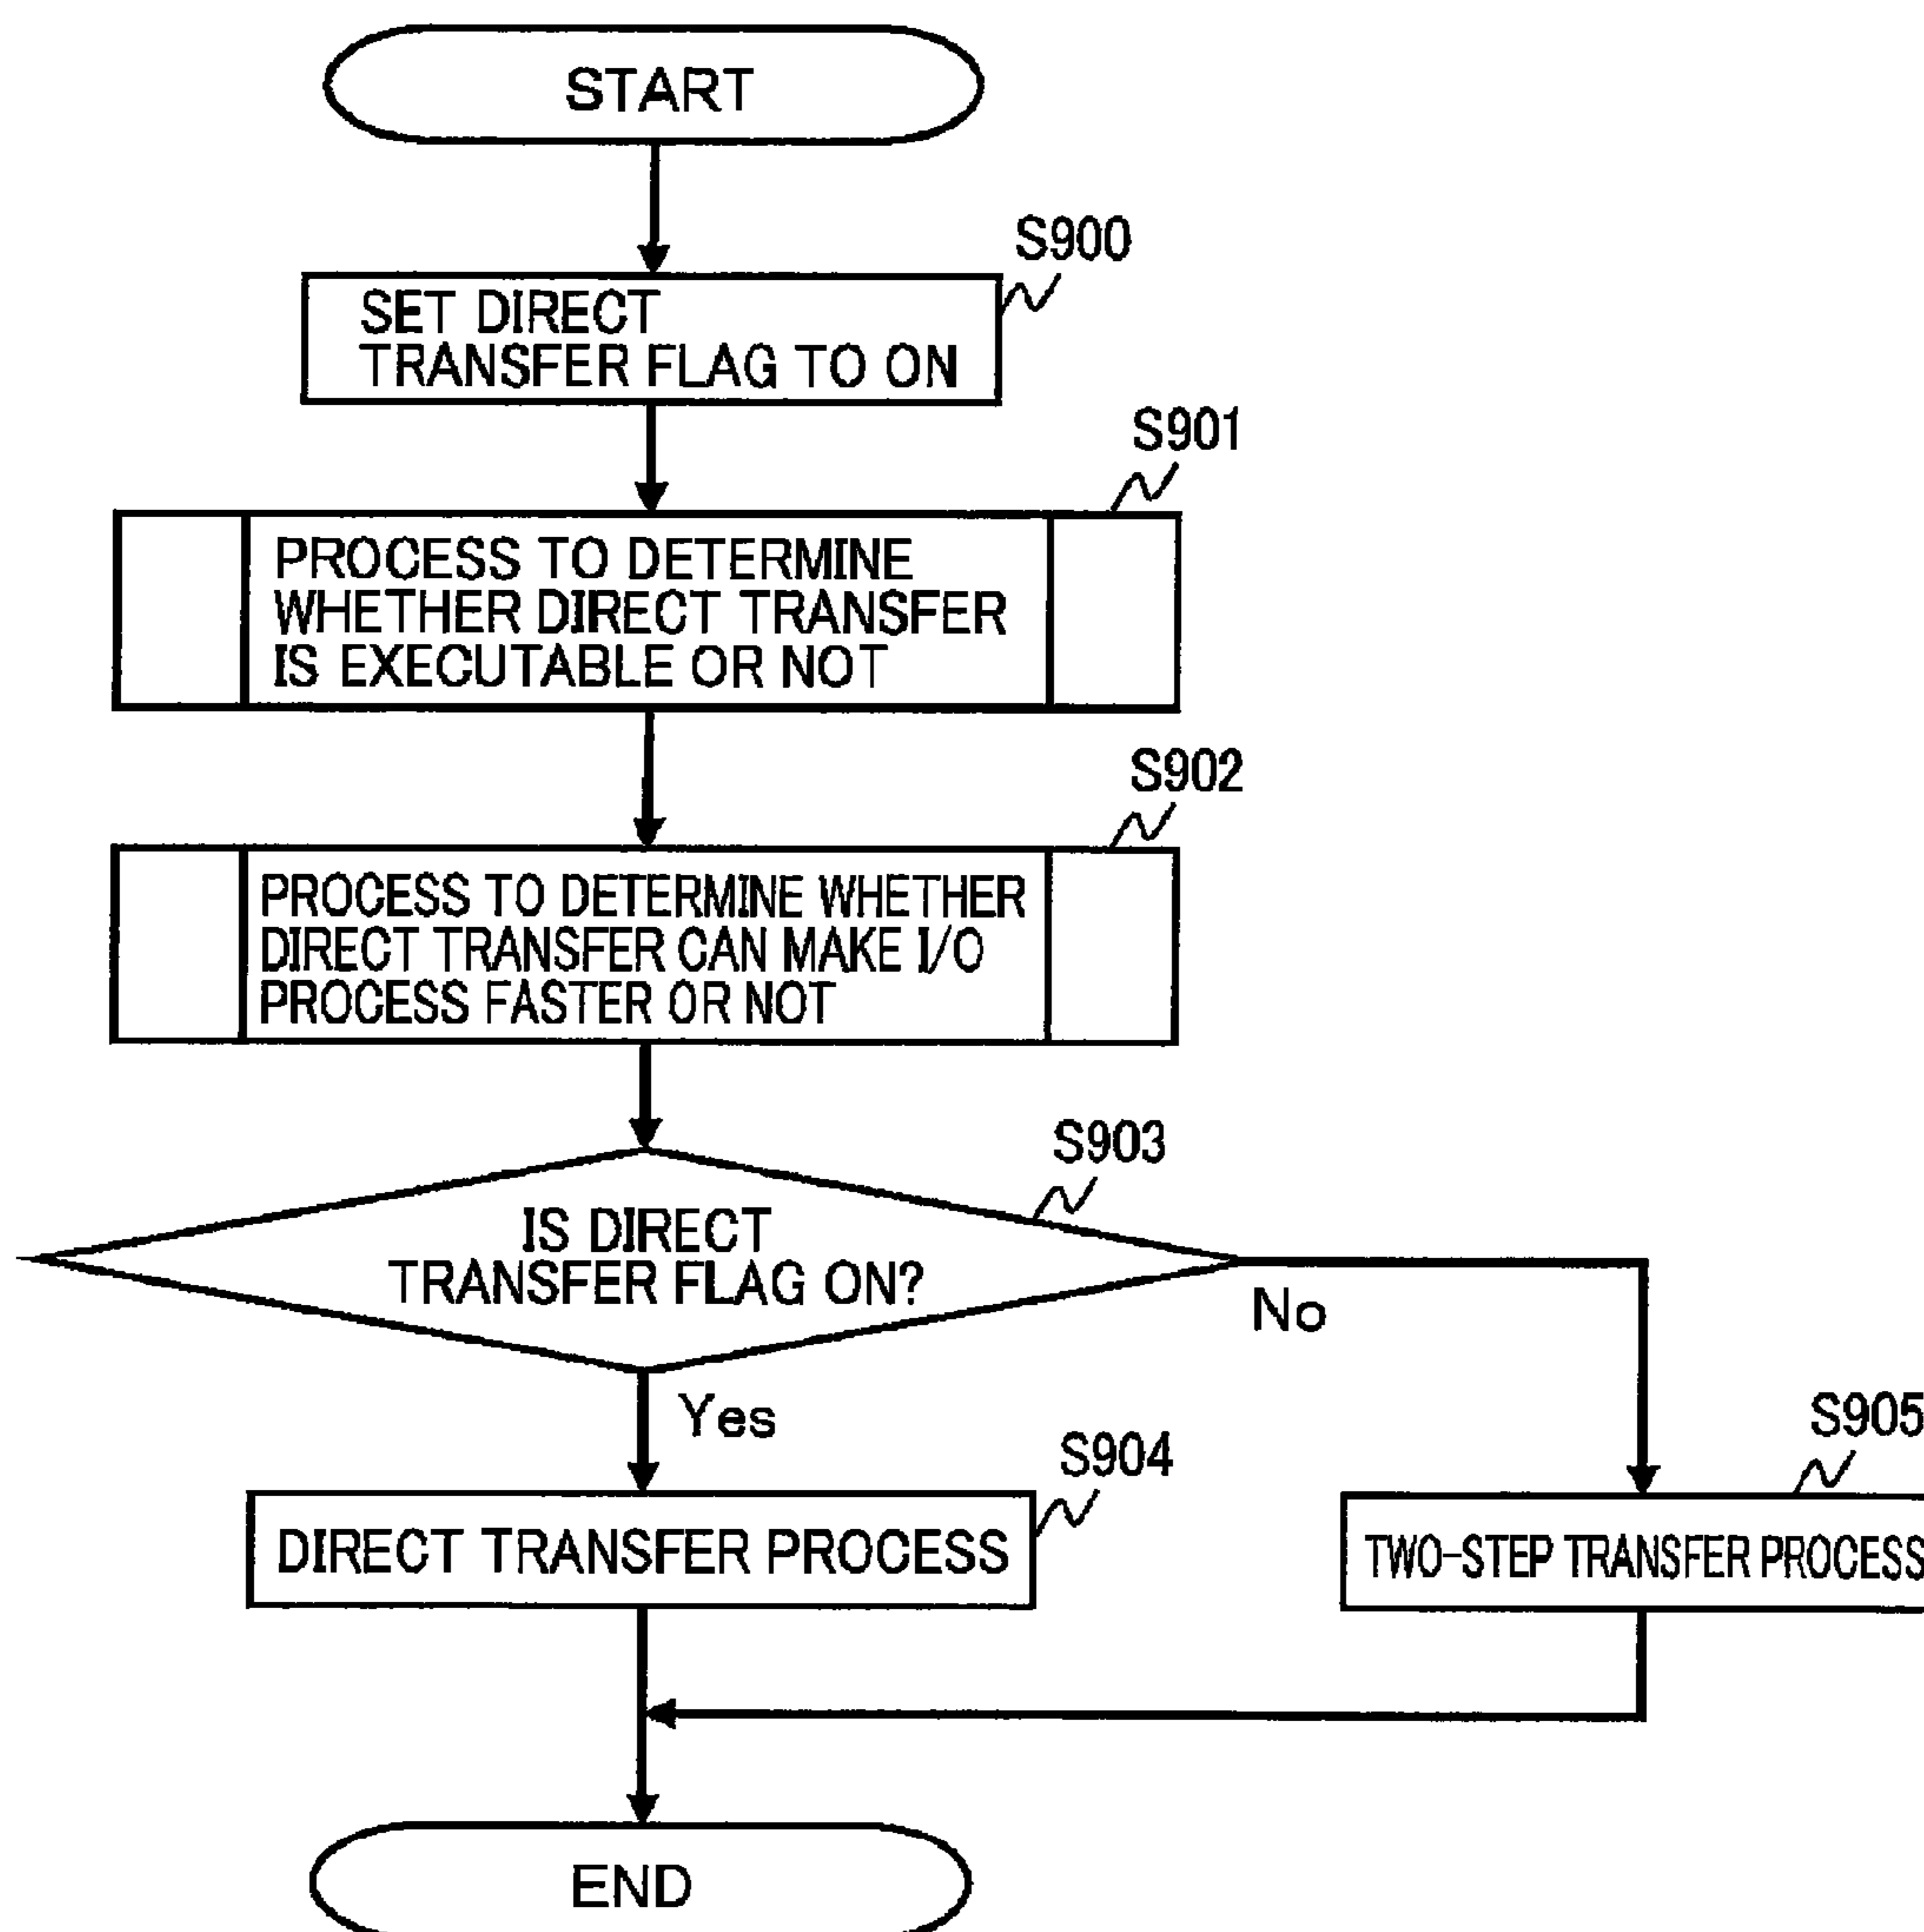 START
S900
SET DIRECT
TRANSFER FLAG TO ON
S901
PROCESS TO DETERMINE
WHETHER DIRECT TRANSFER
IS EXECUTABLE OR NOT
S902
PROCESS TO DETERMINE WHETHER
DIRECT TRANSFER CAN MAKE I/O
PROCESS FASTER OR NOT
S903
IS DIRECT
TRANSFER FLAG ON?
No
Yes
S904
DIRECT TRANSFER PROCESS
S905
TWO-STEP TRANSFER PROCESS
END